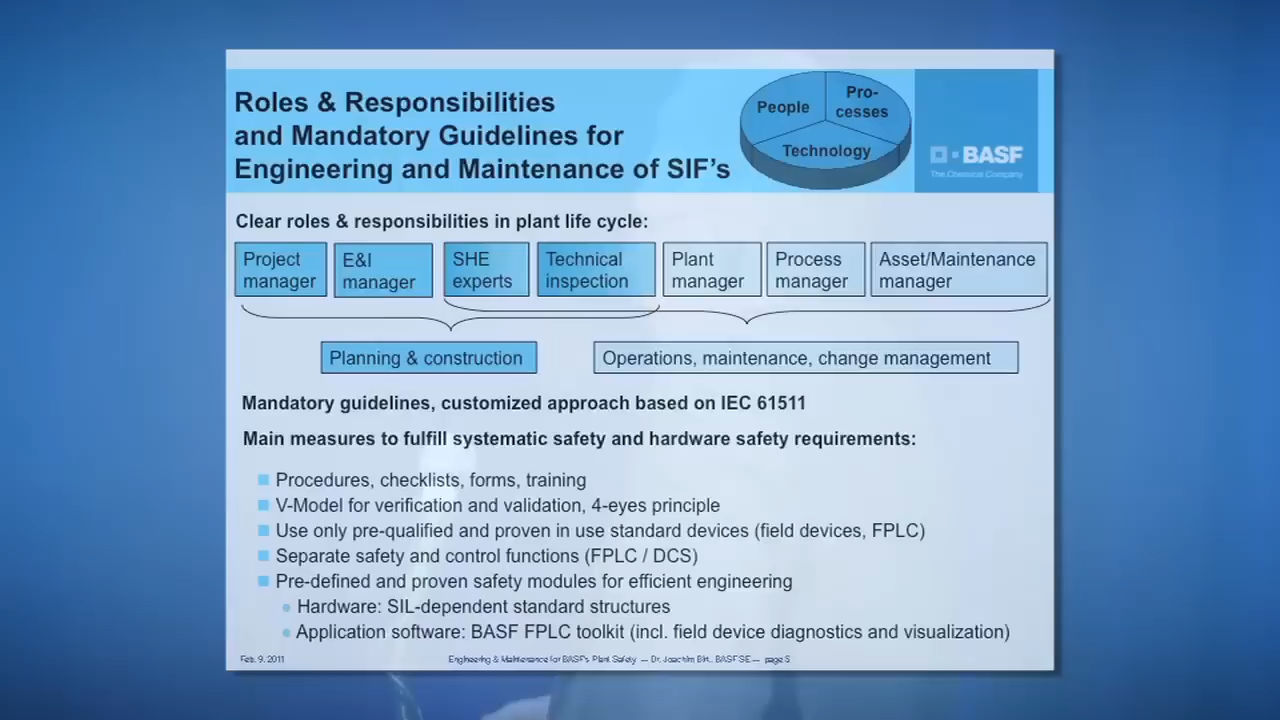 Roles & Responsibilities
and Mandatory Guidelines for
Engineering and Maintenance of SIF's
People
Pro-
cesses
Technology
BASF
The Chemical Company
Clear roles & responsibilities in plant life cycle:
Project
manager
E&I
manager
SHE
experts
Technical
inspection
Plant
manager
Process
manager
Asset/Maintenance
manager
Planning & construction
Operations, maintenance, change management
Mandatory guidelines, customized approach based on IEC 61511
Main measures to fulfill systematic safety and hardware safety requirements:
Procedures, checklists, forms, training
V-Model for verification and validation, 4-eyes principle
Use only pre-qualified and proven in use standard devices (field devices, FPLC)
Separate safety and control functions (FPLC / DCS)
Pre-defined and proven safety modules for efficient engineering
Hardware: SIL-dependent standard structures
Application software: BASF FPLC toolkit (incl. field device diagnostics and visualization)
Feb. 9. 2011
Engineering & Maintenance for BASF's Plant Safety — Dr. Joachim BASF SE — page 5